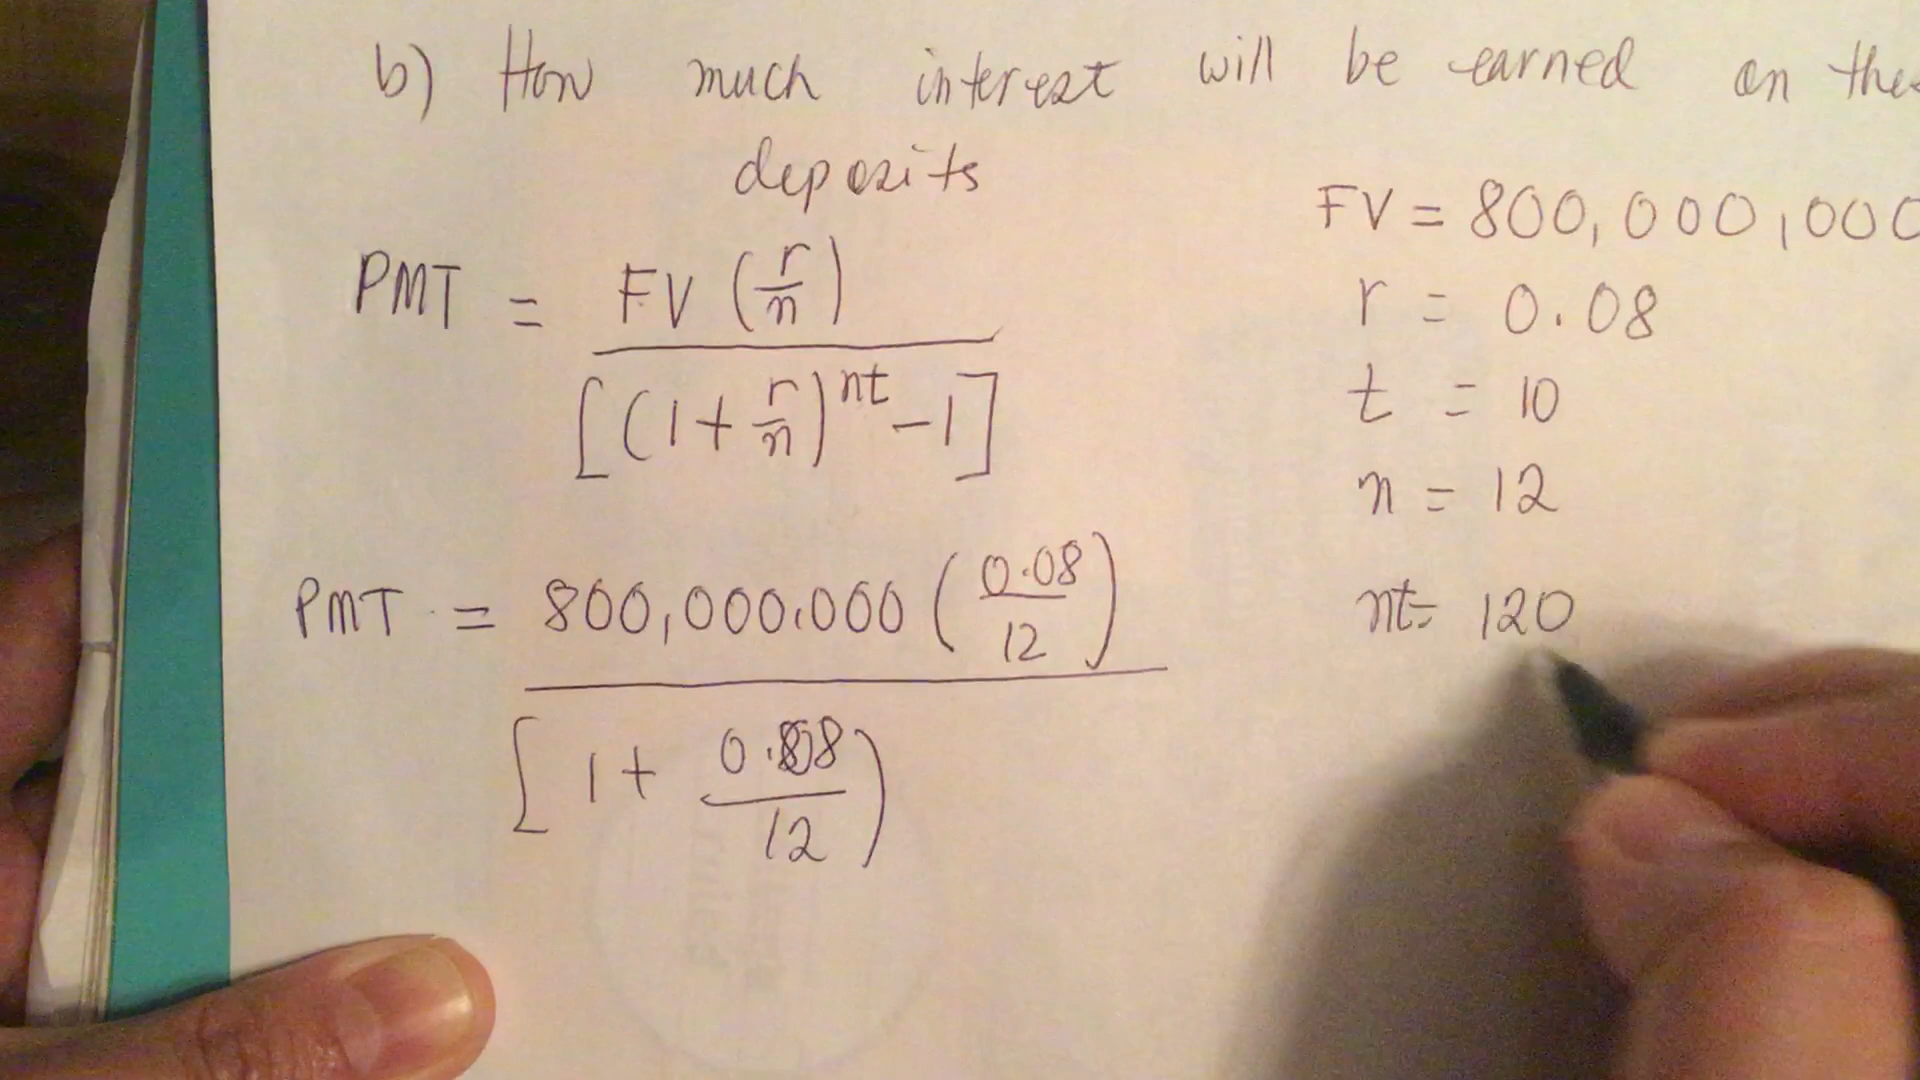 b) How much interest will be earned on the
deposits
FV = 800,000,000
r = 0.08
t = 10
n = 12
nt = 120
PMT = FV (r/n)
[(1 + r/n)^nt - 1]
PMT = 800,000,000 (0.08/12)
[1 + 0.08/12)